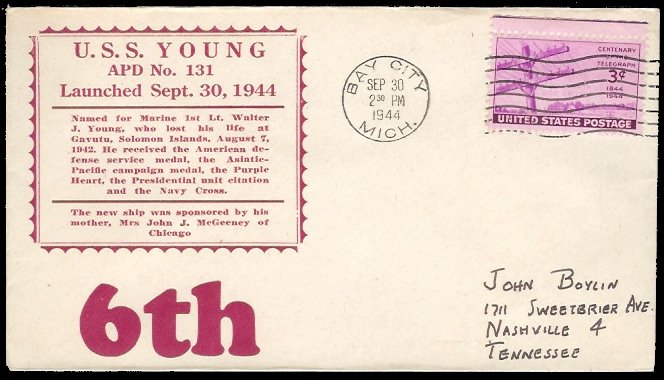 U.S.S. YOUNG
APD No. 131
Launched Sept. 30, 1944
Named for Marine 1st Lt. Walter
J. Young, who lost his life at
Gavutu, Solomon Islands, August 7,
1942. He received the American de-
fense service medal, the Asiatic-
Pacific campaign medal, the Purple
Heart, the Presidential unit citation
and the Navy Cross.
The new ship was sponsored by his
mother, Mrs John J. McGeeney of
Chicago
6th
BAY CITY
SEP 30
2 30 PM
1944
MICH.
CENTENARY
OF THE
TELEGRAPH
3¢
1844
1944
UNITED STATES POSTAGE
JOHN BOYLIN
1711 SWEETBRIER AVE.
NASHVILLE 4
TENNESSEE